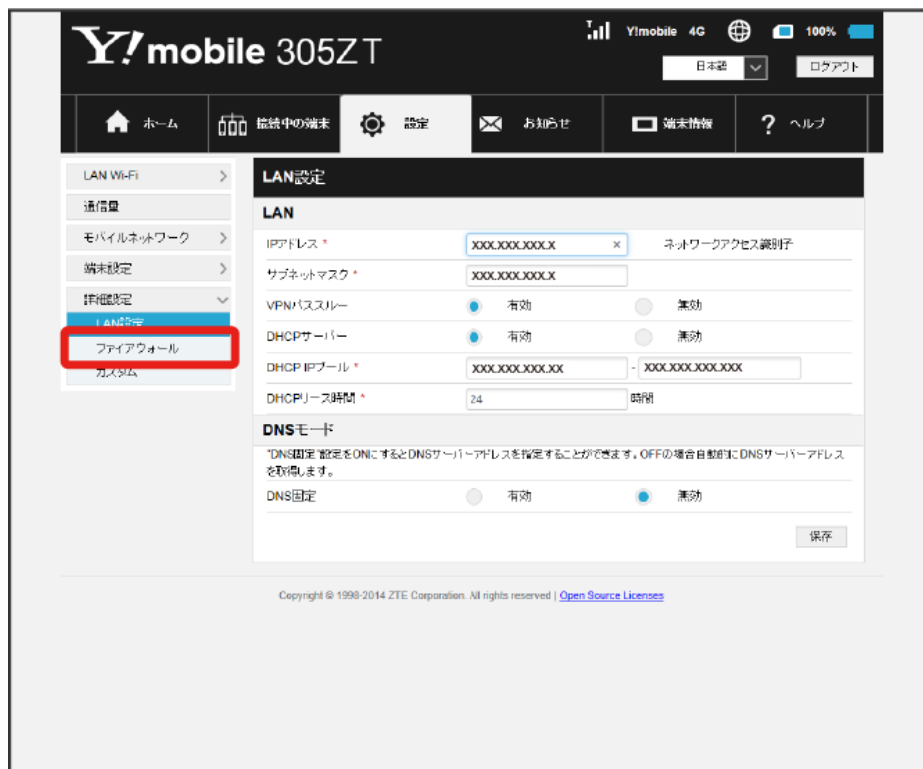 Y!mobile 4G 100%
Y!mobile 305ZT
日本語 ログアウト
ホーム 接続中の端末 設定 お知らせ 端末情報 ? ヘルプ
LAN Wi-Fi
通信量
モバイルネットワーク
端末設定
詳細設定
LAN設定
ファイアウォール
カスタム
LAN設定
LAN
IPアドレス * XXX.XXX.XXX.X × ネットワークアクセス識別子
サブネットマスク * XXX.XXX.XXX.X
VPNパススルー 有効 無効
DHCPサーバー 有効 無効
DHCP IPプール * XXX.XXX.XXX.XX - XXX.XXX.XXX.XXX
DHCPリース時間 * 24 時間
DNSモード
"DNS固定"設定をONにするとDNSサーバーアドレスを指定することができます。OFFの場合自動的にDNSサーバーアドレス
を取得します。
DNS固定 有効 無効
保存
Copyright © 1998-2014 ZTE Corporation. All rights reserved | Open Source Licenses